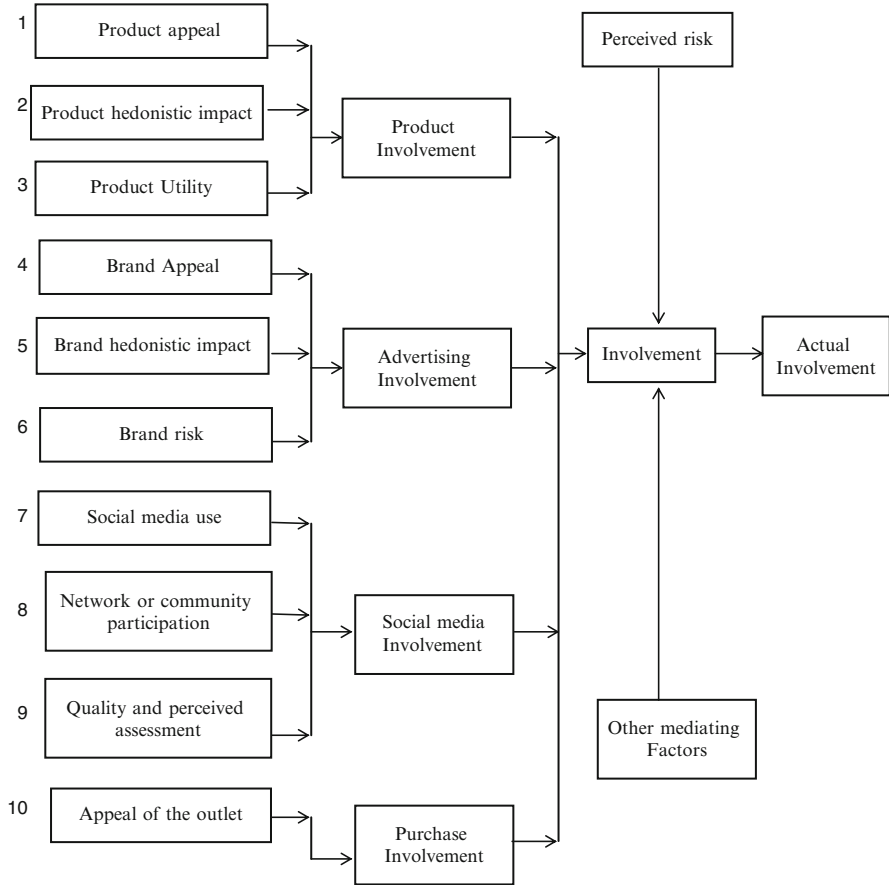 1
Product appeal
2
Product hedonistic impact
3
Product Utility
4
Brand Appeal
5
Brand hedonistic impact
6
Brand risk
7
Social media use
8
Network or community
participation
9
Quality and perceived
assessment
10
Appeal of the outlet
Product
Involvement
Advertising
Involvement
Social media
Involvement
Purchase
Involvement
Perceived risk
Involvement
Other mediating
Factors
Actual
Involvement